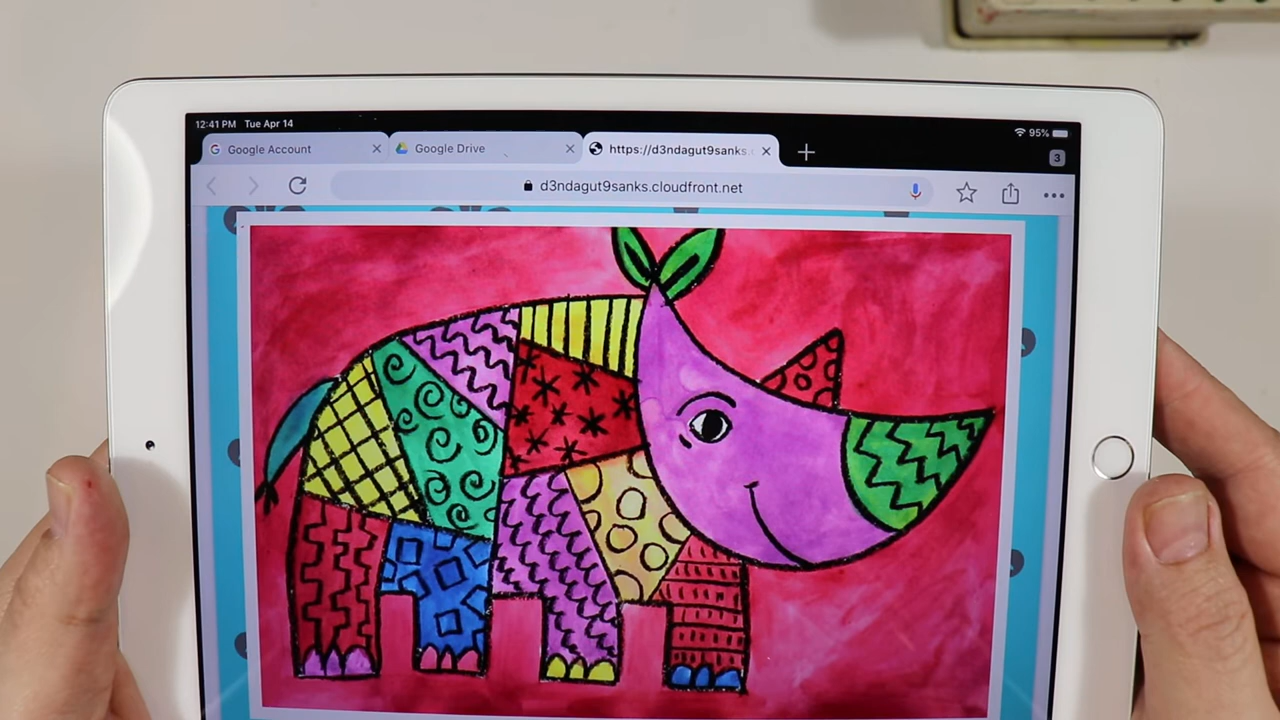 12:41 PM Tue Apr 14
95%
Google Account
Google Drive
https://d3ndagut9sanks.
3
d3ndagut9sanks.cloudfront.net